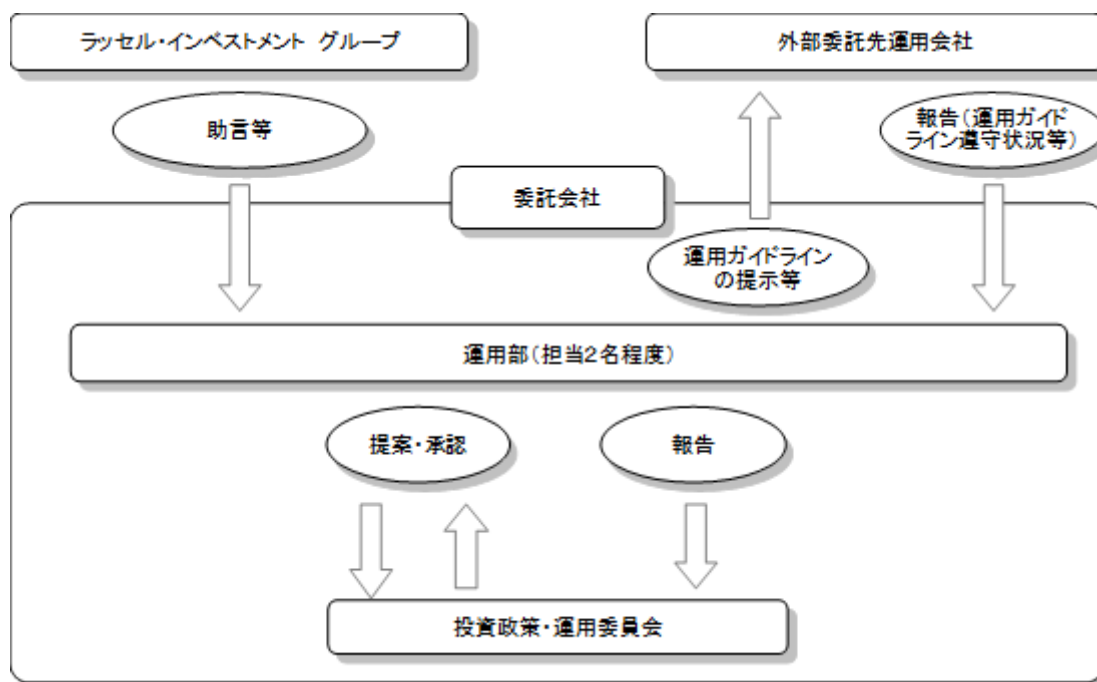 ラッセル・インベストメント グループ
外部委託先運用会社
助言等
報告（運用ガイド
ライン遵守状況等）
委託会社
運用ガイドライン
の提示等
運用部（担当２名程度）
提案・承認
報告
投資政策・運用委員会